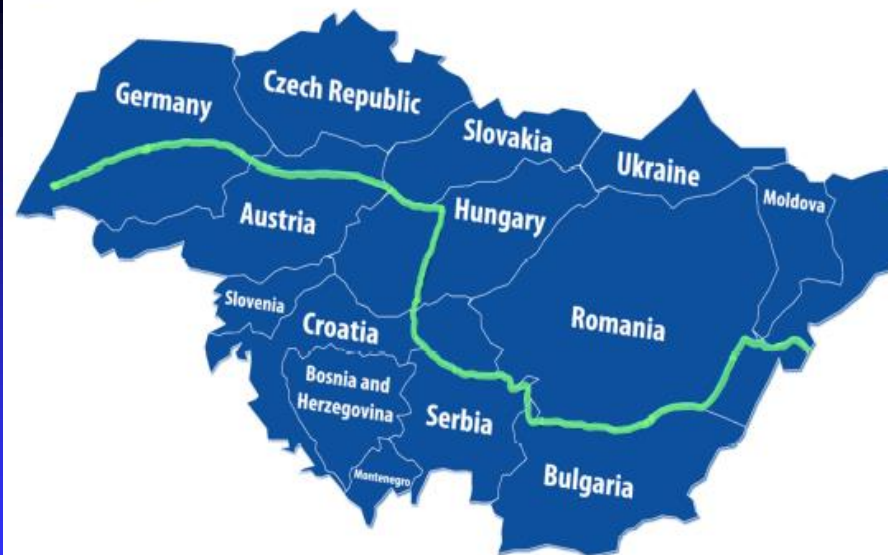 Germany
Czech Republic
Slovakia
Ukraine
Moldova
Austria
Hungary
Slovenia
Croatia
Romania
Bosnia and
Herzegovina
Serbia
Montenegro
Bulgaria